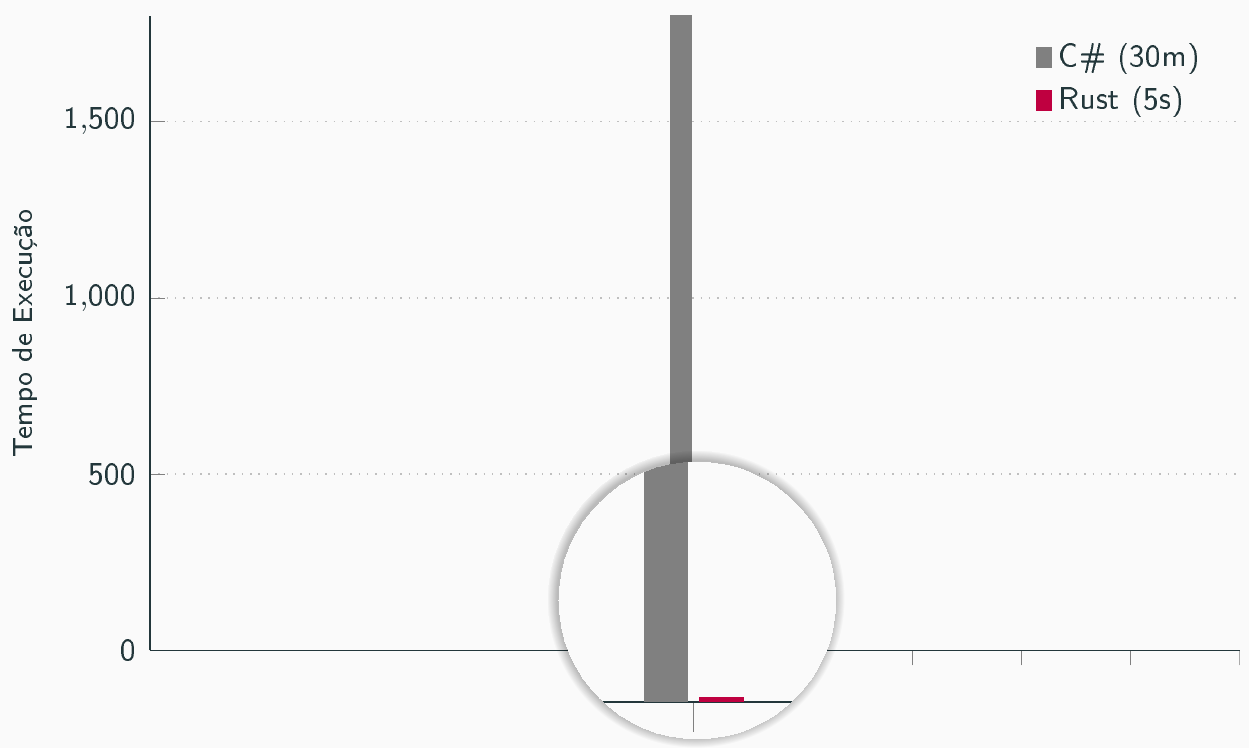 C# (30m)
Rust (5s)
1,500
1,000
500
0
Tempo de Execução